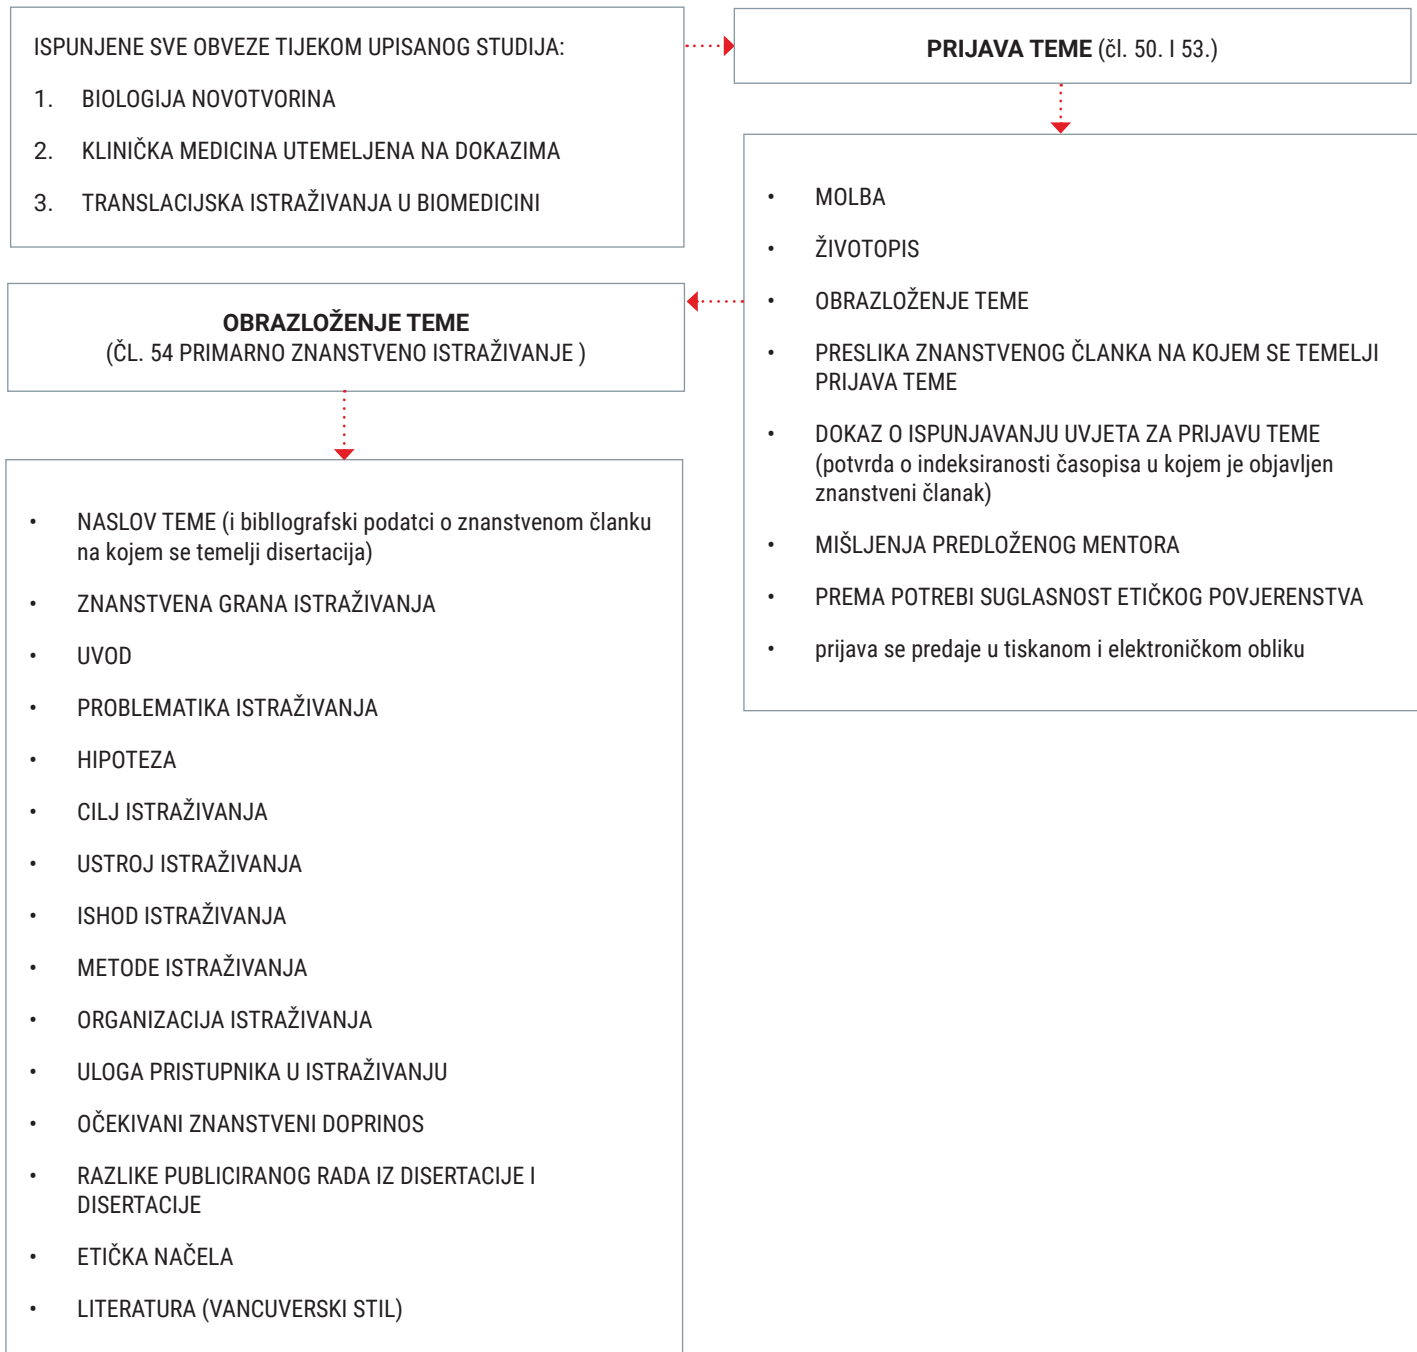 ISPUNJENE SVE OBVEZE TIJEKOM UPISANOG STUDIJA:
1. BIOLOGIJA NOVOTVORINA
2. KLINIČKA MEDICINA UTEMELJENA NA DOKAZIMA
3. TRANSLACIJSKA ISTRAŽIVANJA U BIOMEDICINI
PRIJAVA TEME (čl. 50. I 53.)
• MOLBA
• ŽIVOTOPIS
• OBRAZLOŽENJE TEME
• PRESLIKA ZNANSTVENOG ČLANKA NA KOJEM SE TEMELJI
PRIJAVA TEME
• DOKAZ O ISPUNJAVANJU UVJETA ZA PRIJAVU TEME
(potvrda o indeksiranosti časopisa u kojem je objavljen
znanstveni članak)
• MIŠLJENJA PREDLOŽENOG MENTORA
• PREMA POTREBI SUGLASNOST ETIČKOG POVJERENSTVA
• prijava se predaje u tiskanom i elektroničkom obliku
OBRAZLOŽENJE TEME
(ČL. 54 PRIMARNO ZNANSTVENO ISTRAŽIVANJE )
• NASLOV TEME (i bibIlografski podatci o znanstvenom članku
na kojem se temelji disertacija)
• ZNANSTVENA GRANA ISTRAŽIVANJA
• UVOD
• PROBLEMATIKA ISTRAŽIVANJA
• HIPOTEZA
• CILJ ISTRAŽIVANJA
• USTROJ ISTRAŽIVANJA
• ISHOD ISTRAŽIVANJA
• METODE ISTRAŽIVANJA
• ORGANIZACIJA ISTRAŽIVANJA
• ULOGA PRISTUPNIKA U ISTRAŽIVANJU
• OČEKIVANI ZNANSTVENI DOPRINOS
• RAZLIKE PUBLICIRANOG RADA IZ DISERTACIJE I
DISERTACIJE
• ETIČKA NAČELA
• LITERATURA (VANCUVERSKI STIL)